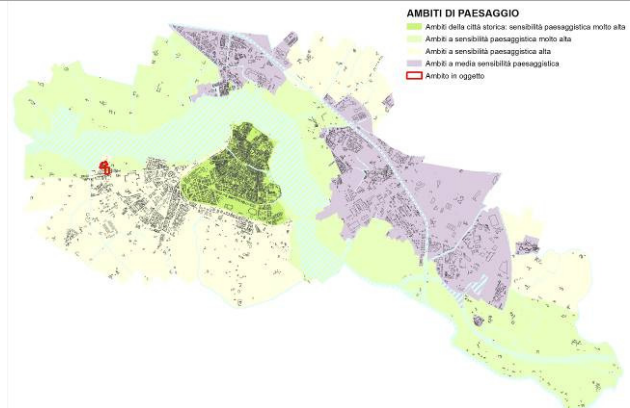 AMBITI DI PAESAGGIO
Ambiti della città storica: sensibilità paesaggistica molto alta
Ambiti a sensibilità paesaggistica molto alta
Ambiti a sensibilità paesaggistica alta
Ambiti a media sensibilità paesaggistica
Ambito in oggetto